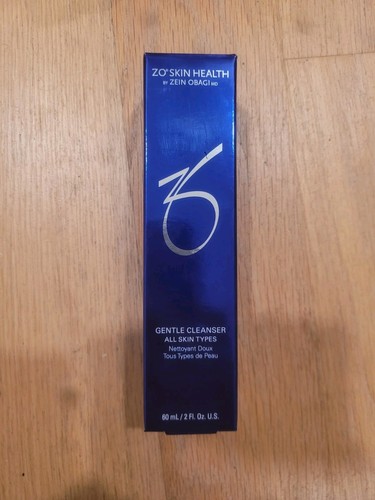 ZO® SKIN HEALTH
BY ZEIN OBAGI MD
ZO
GENTLE CLEANSER
ALL SKIN TYPES
Nettoyant Doux
Tous Types de Peau
60 mL / 2 Fl. Oz. U.S.